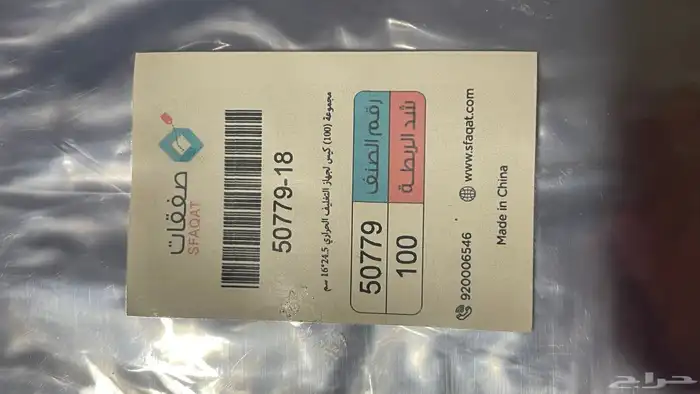 صفقات
SFAQAT
50779-18
مجموعة (100) كيس لجهاز التغليف الحراري 24.5*16 سم
رقم الصنف 50779
شد الربطة 100
920006546 www.sfaqat.com
Made in China
حراج